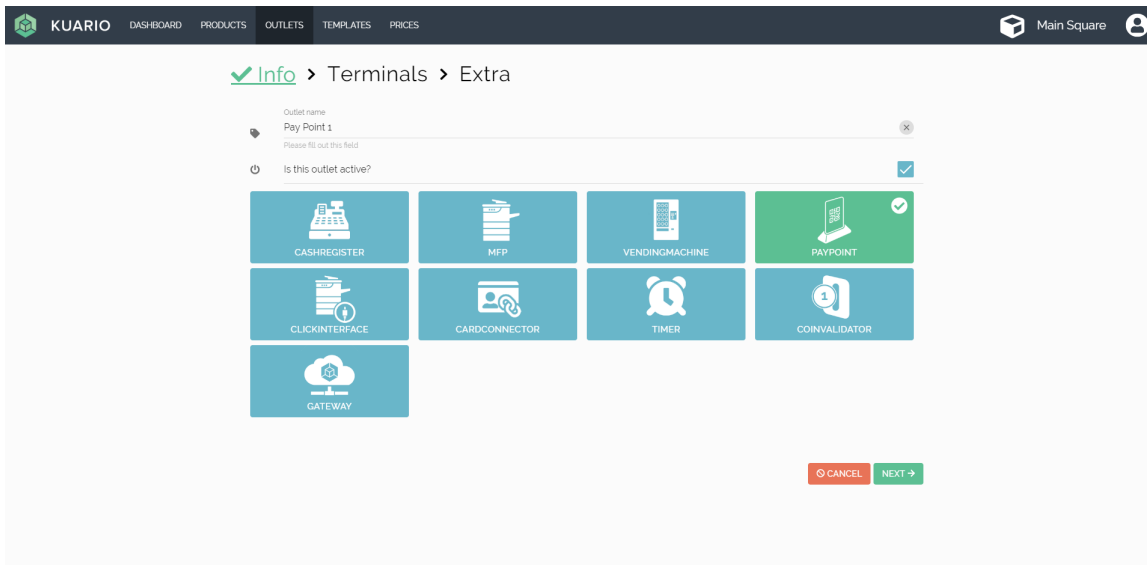 KUARIO DASHBOARD PRODUCTS OUTLETS TEMPLATES PRICES Main Square
Info > Terminals > Extra
Outlet name
Pay Point 1
Please fill out this field
Is this outlet active?
CASHREGISTER MFP VENDINGMACHINE PAYPOINT
1
CLICKINTERFACE CARDCONNECTOR TIMER COINVALIDATOR
GATEWAY
CANCEL NEXT →